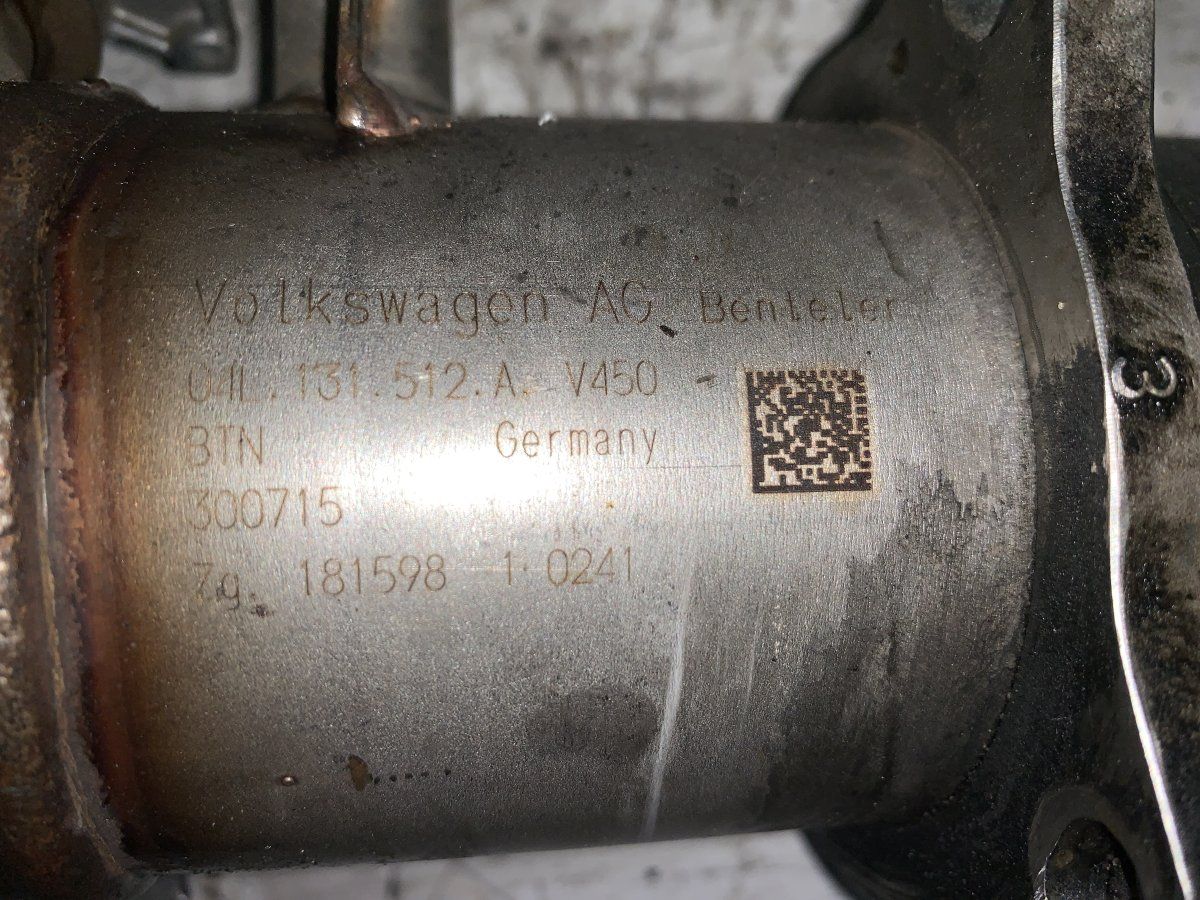 Volkswagen AG Benteler
04L.131.512.A. V450
BTN Germany
300715
Zg. 181598 1 0241
3